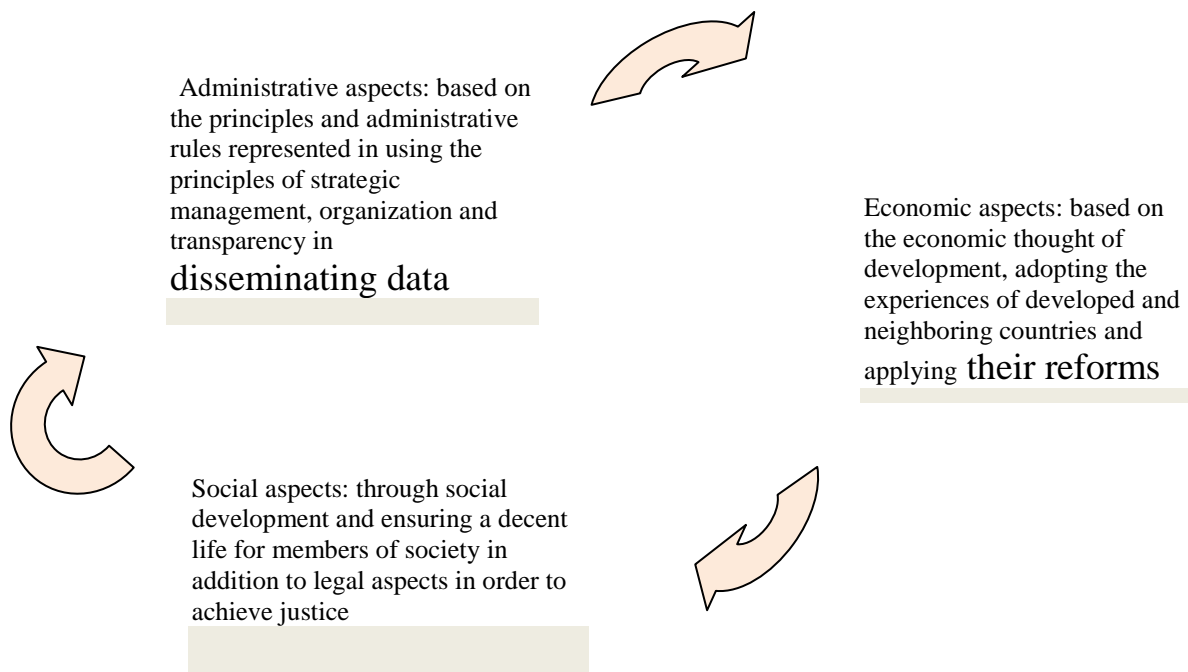 Administrative aspects: based on
the principles and administrative
rules represented in using the
principles of strategic
management, organization and
transparency in
disseminating data
Economic aspects: based on
the economic thought of
development, adopting the
experiences of developed and
neighboring countries and
applying their reforms
Social aspects: through social
development and ensuring a decent
life for members of society in
addition to legal aspects in order to
achieve justice